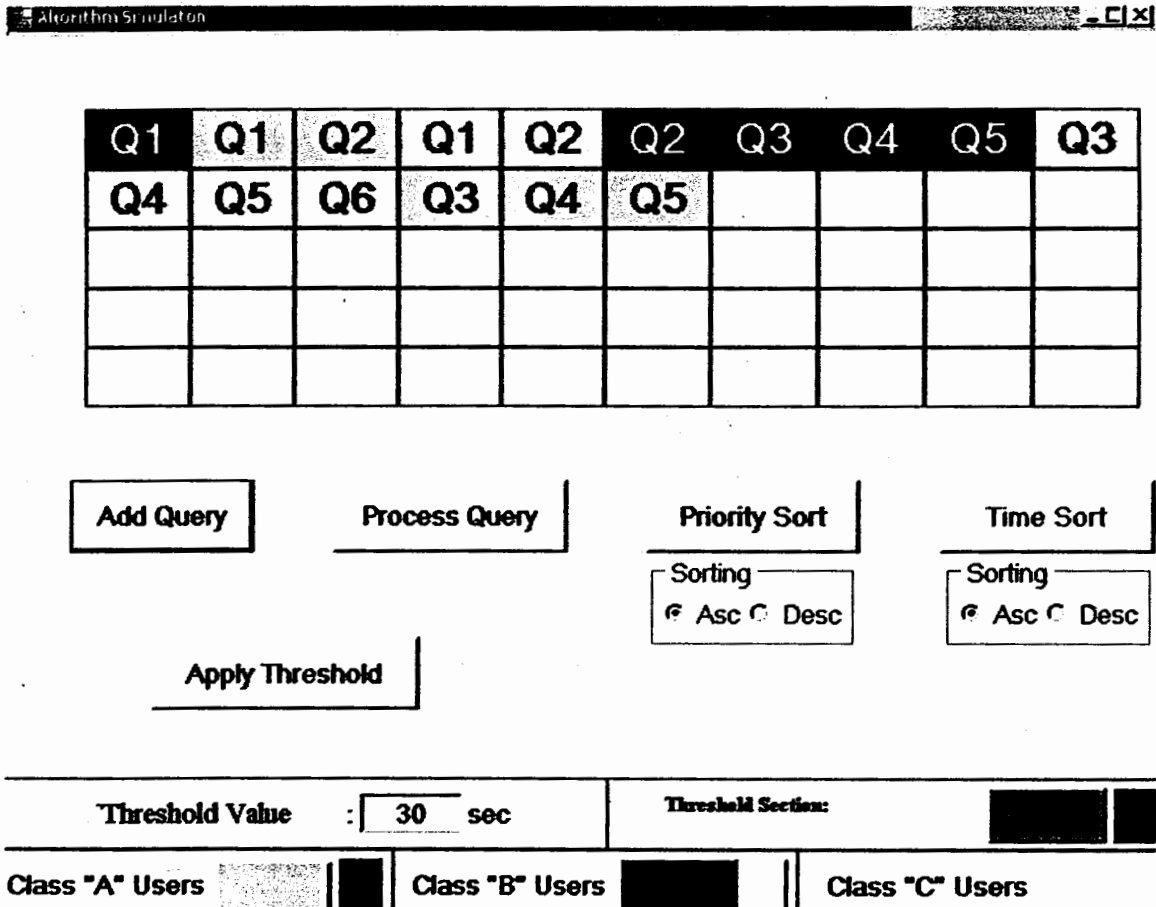 Algorithm Simulaton
Q1 Q1 Q2 Q1 Q2 Q2 Q3 Q4 Q5 Q3
Q4 Q5 Q6 Q3 Q4 Q5
Add Query Process Query Priority Sort Time Sort
Sorting Sorting
Asc Desc Asc Desc
Apply Threshold
Threshold Value : 30 sec Threshold Section:
Class "A" Users Class "B" Users Class "C" Users